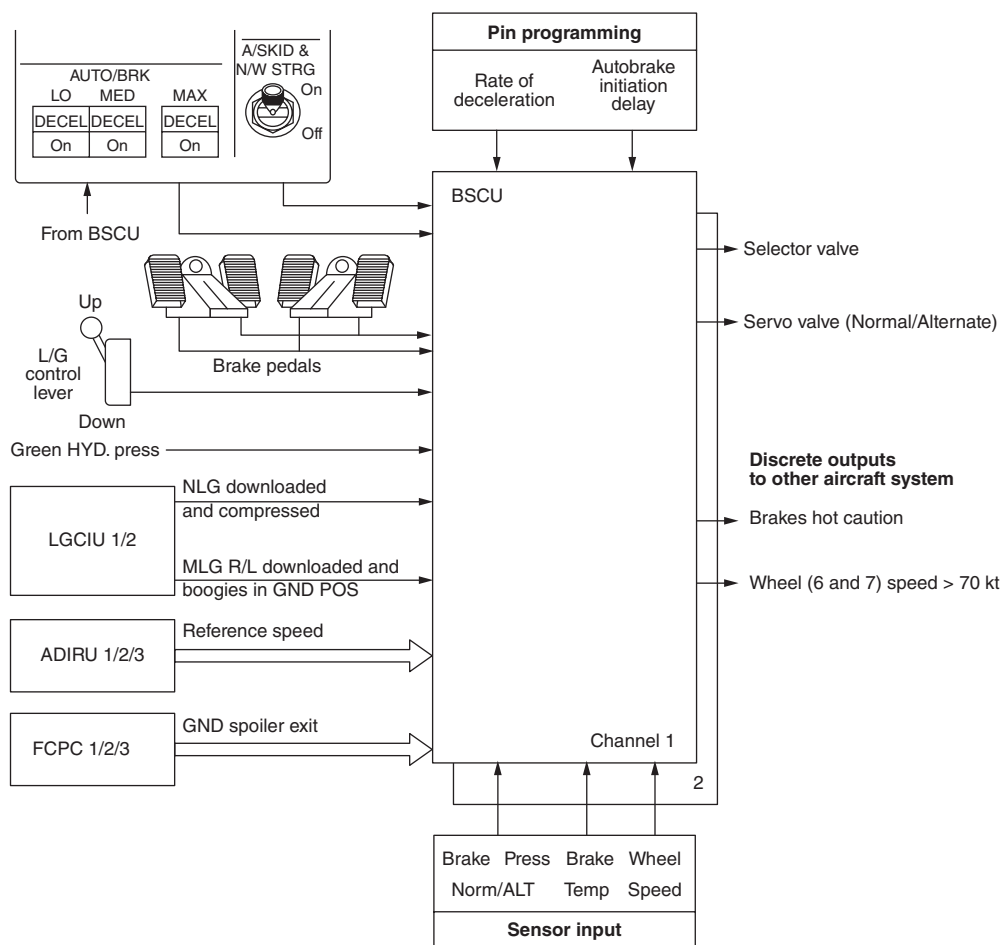 Pin programming
Rate of
deceleration
Autobrake
initiation
delay
A/SKID &
N/W STRG
On
Off
AUTO/BRK
LO MED MAX
DECEL DECEL DECEL
On On On
From BSCU
BSCU
Selector valve
Servo valve (Normal/Alternate)
Up
L/G
control
lever
Down
Brake pedals
Green HYD. press
LGCIU 1/2
NLG downloaded
and compressed
MLG R/L downloaded and
boogies in GND POS
Discrete outputs
to other aircraft system
Brakes hot caution
Wheel (6 and 7) speed > 70 kt
ADIRU 1/2/3
Reference speed
FCPC 1/2/3
GND spoiler exit
Channel 1
2
Brake Press Brake Wheel
Norm/ALT Temp Speed
Sensor input